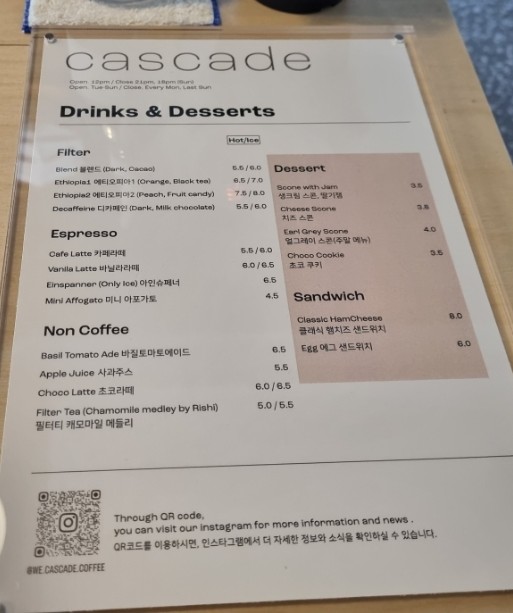 cascade
Open. 12pm / Close 21pm, 18pm (Sun)
Open. Tue-Sun / Close. Every Mon, Last Sun
Drinks & Desserts
Hot/Ice
Filter
Blend 블렌드 (Dark, Cacao) 5.5 / 6.0
Ethiopia1 에티오피아1 (Orange, Black tea) 6.5 / 7.0
Ethiopia2 에티오피아2 (Peach, Fruit candy) 7.5 / 8.0
Decaffeine 디카페인 (Dark, Milk chocolate) 5.5 / 6.0
Espresso
Cafe Latte 카페라떼 5.5 / 6.0
Vanila Latte 바닐라라떼 6.0 / 6.5
Einspanner (Only Ice) 아인슈페너 6.5
Mini Affogato 미니 아포가토 4.5
Non Coffee
Basil Tomato Ade 바질토마토에이드 6.5
Apple Juice 사과주스 5.5
Choco Latte 초코라떼 6.0 / 6.5
Filter Tea (Chamomile medley by Rishi) 5.0 / 5.5
필터티 캐모마일 메들리
Dessert
Scone with Jam 3.5
생크림 스콘, 딸기잼
Cheese Scone 3.8
치즈 스콘
Earl Grey Scone 4.0
얼그레이 스콘(주말 메뉴)
Choco Cookie 3.5
초코 쿠키
Sandwich
Classic HamCheese 8.0
클래식 햄치즈 샌드위치
Egg 에그 샌드위치 6.0
Through QR code,
you can visit our instagram for more information and news .
QR코드를 이용하시면, 인스타그램에서 더 자세한 정보와 소식을 확인하실 수 있습니다.
@WE.CASCADE.COFFEE